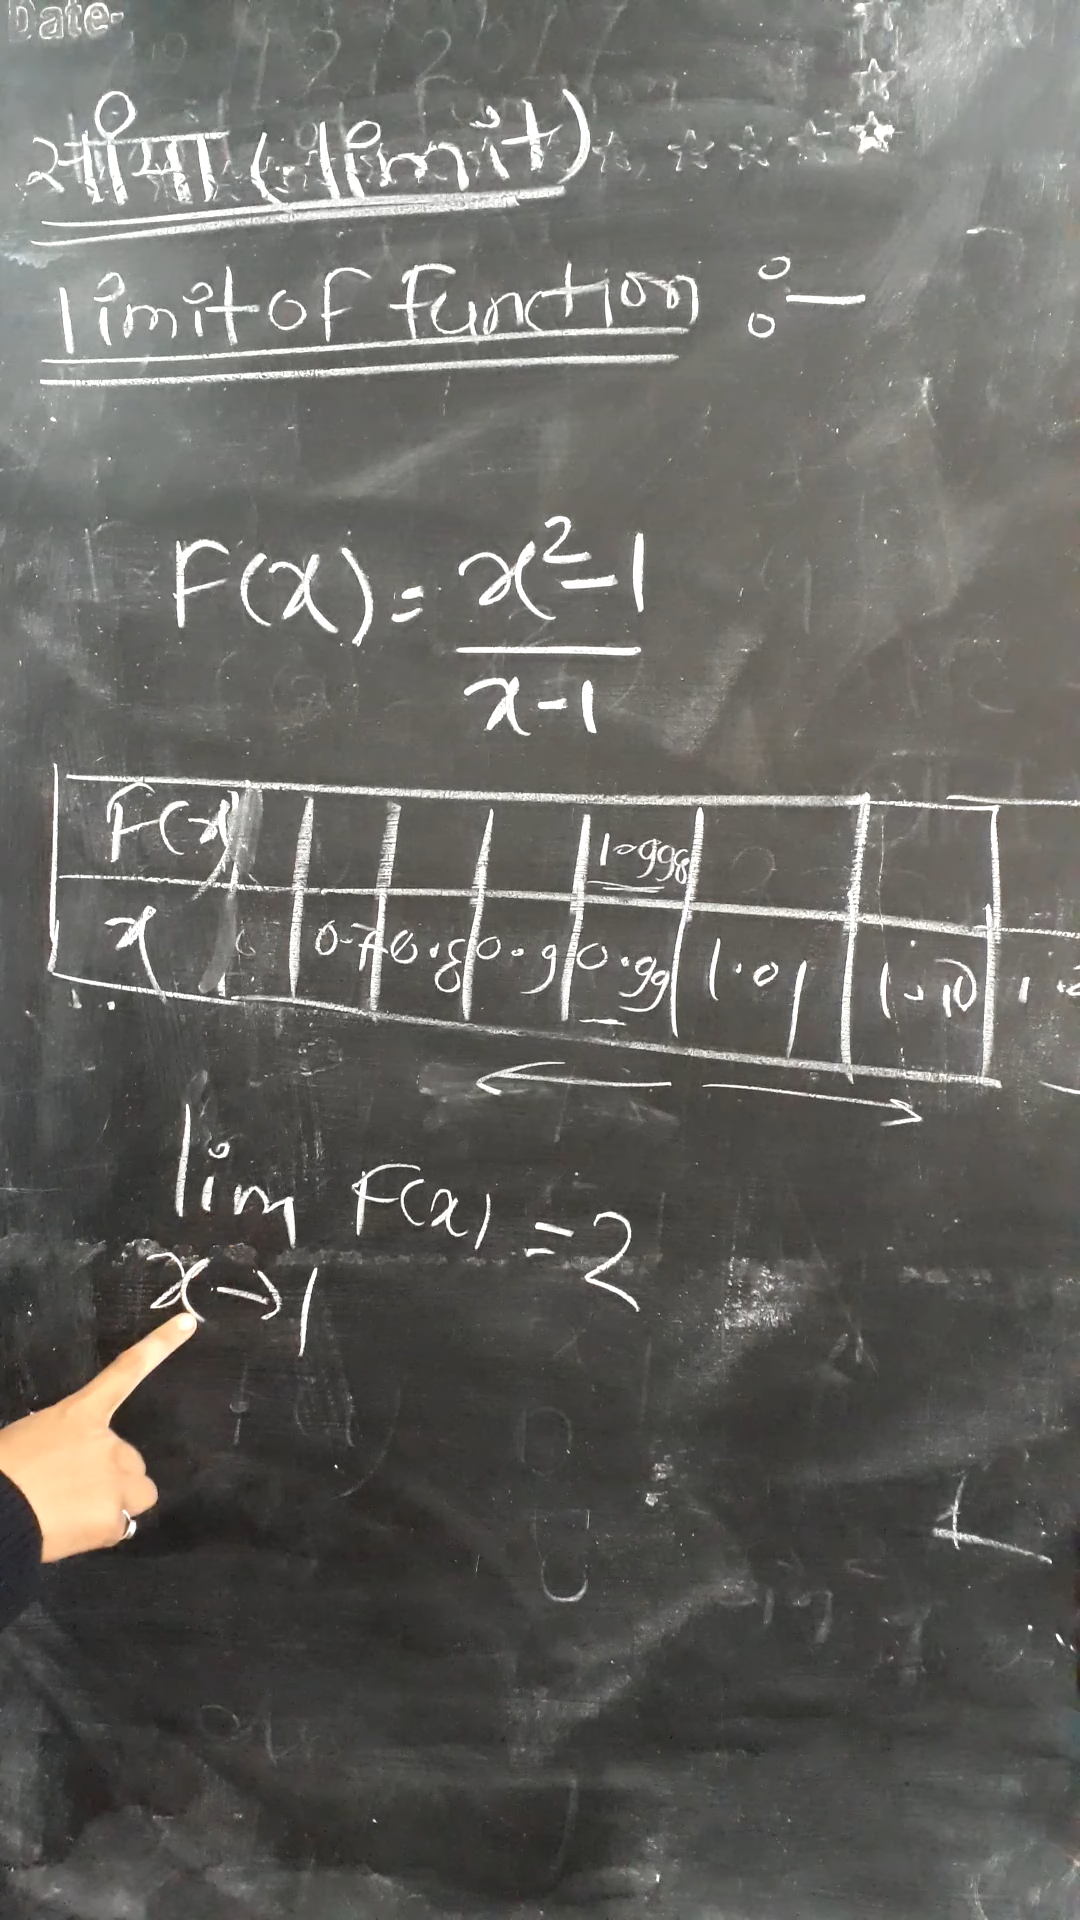 Date-
सीमा (limit)
limit of function :-
F(x) = x²-1
x-1
F(x) 1.998
x 0.7 0.8 0.9 0.99 1.01 1.10
lim F(x) = 2
x→1